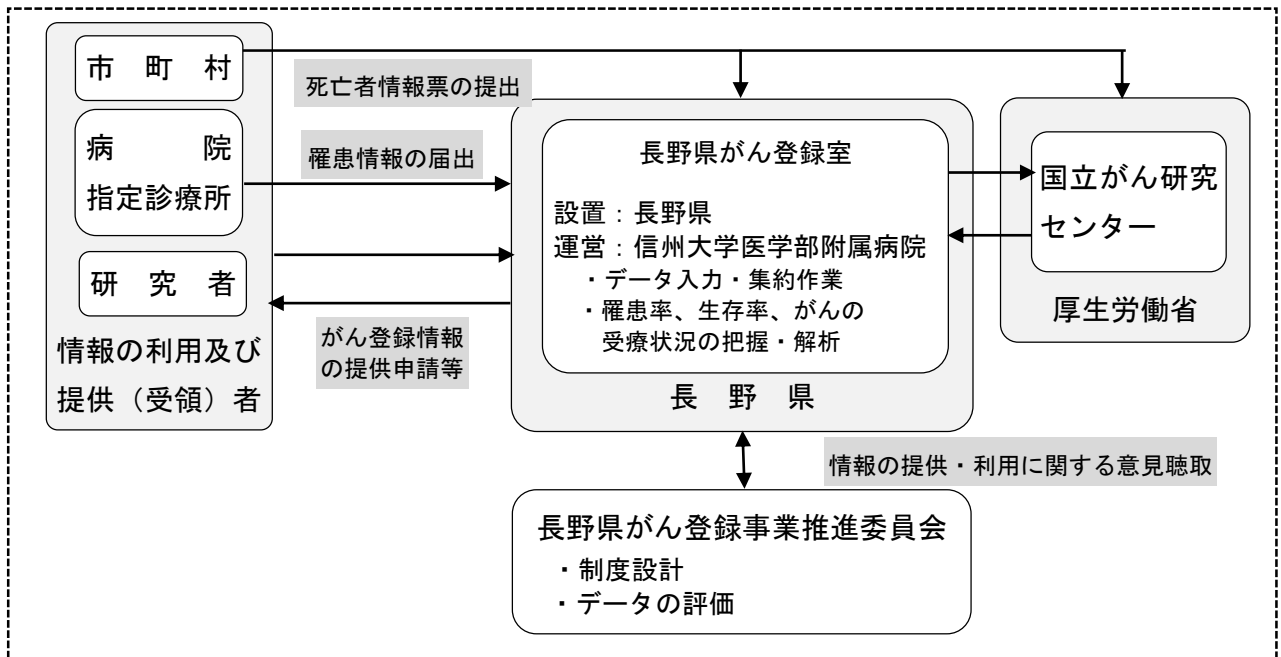 市 町 村
死亡者情報票の提出
病 院
指定診療所
罹患情報の届出
研 究 者
情報の利用及び
提供（受領）者
がん登録情報
の提供申請等
長野県がん登録室
設置：長野県
運営：信州大学医学部附属病院
・データ入力・集約作業
・罹患率、生存率、がんの
受療状況の把握・解析
長 野 県
国立がん研究
センター
厚生労働省
情報の提供・利用に関する意見聴取
長野県がん登録事業推進委員会
・制度設計
・データの評価